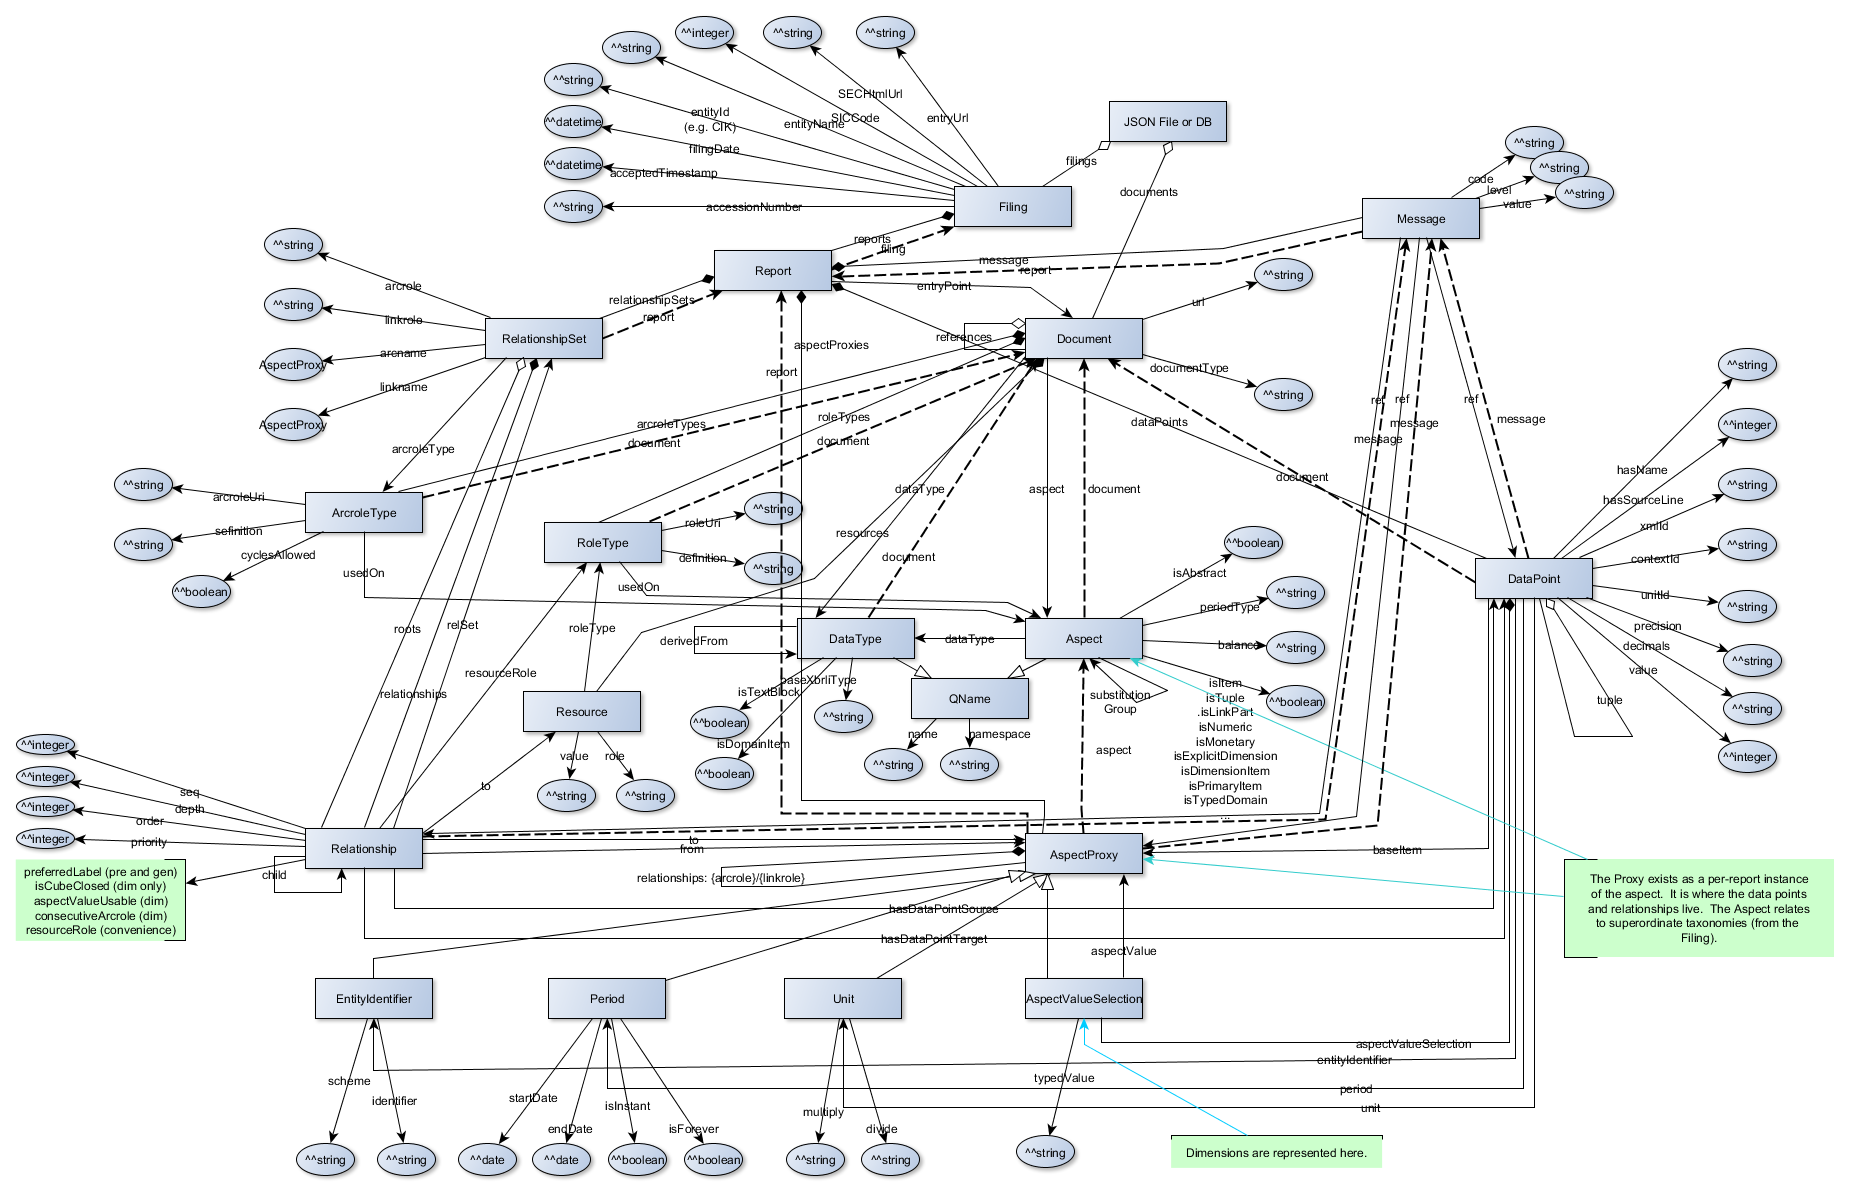 ^^integer
^^string
^^string
^^string
^^string
SECHtmlUrl
entityId
(e.g. CIK)
entityName
SICCode
entryUrl
JSON File or DB
^^datetime
filingDate
^^datetime
acceptedTimestamp
filings
documents
^^string
accessionNumber
Filing
^^string
^^string
^^string
code
level
value
Message
reports
filing
message
report
Report
^^string
arcrole
^^string
linkrole
arcname
AspectProxy
linkname
AspectProxy
relationshipSets
report
RelationshipSet
entryPoint
references
aspectProxies
report
Document
url
^^string
documentType
^^string
arcroleType
arcroleTypes
document
roleTypes
document
dataPoints
ref
message
ref
message
ref
message
document
^^string
hasName
^^integer
hasSourceLine
^^string
xmlId
^^string
contextId
^^string
unitId
^^string
precision
decimals
^^string
value
^^integer
tuple
DataPoint
^^string
arcroleUri
^^string
sefinition
cyclesAllowed
^^boolean
ArcroleType
usedOn
RoleType
roleUri
^^string
definition
^^string
usedOn
dataType
resources
document
aspect
document
isAbstract
^^boolean
periodType
^^string
balance
^^string
^^boolean
roots
relSet
relationships
resourceRole
roleType
derivedFrom
DataType
dataType
Aspect
isTextBlock
baseXbrliType
^^boolean
^^string
isDomainItem
^^boolean
QName
name
namespace
^^string
^^string
substitution
Group
isItem
isTuple
.isLinkPart
isNumeric
isMonetary
isExplicitDimension
isDimensionItem
isPrimaryItem
isTypedDomain
...
aspect
Resource
value
role
^^string
^^string
to
^^integer
seq
^^integer
depth
^^integer
order
^^integer
priority
Relationship
child
to
from
AspectProxy
baseItem
relationships: {arcrole}/{linkrole}
preferredLabel (pre and gen)
isCubeClosed (dim only)
aspectValueUsable (dim)
consecutiveArcrole (dim)
resourceRole (convenience)
The Proxy exists as a per-report instance
of the aspect.  It is where the data points
and relationships live.  The Aspect relates
to superordinate taxonomies (from the
Filing).
hasDataPointSource
hasDataPointTarget
aspectValue
EntityIdentifier
Period
Unit
AspectValueSelection
aspectValueSelection
entityIdentifier
period
unit
scheme
identifier
startDate
endDate
isInstant
isForever
multiply
divide
typedValue
^^string
^^string
^^date
^^date
^^boolean
^^boolean
^^string
^^string
^^string
Dimensions are represented here.